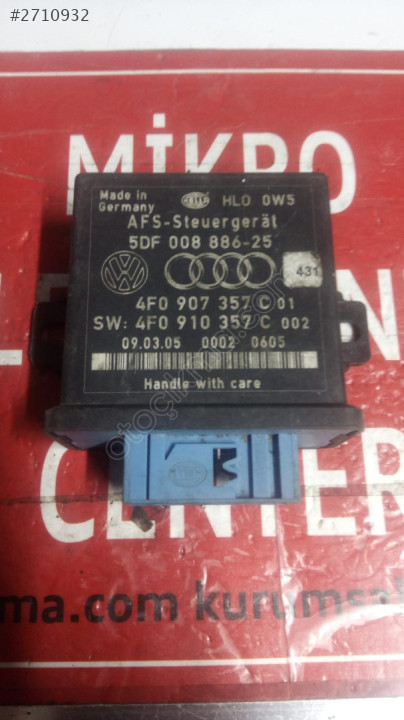 #2710932
MİKRO
Made in
Germany
HELLA
HLO 0W5
AFS-Steuergerät
5DF 008 886-25
431
4F0 907 357 C 01
SW: 4F0 910 357 C 002
09.03.05 0002 0605
Handle with care
CENTER
ma.com kurumsal